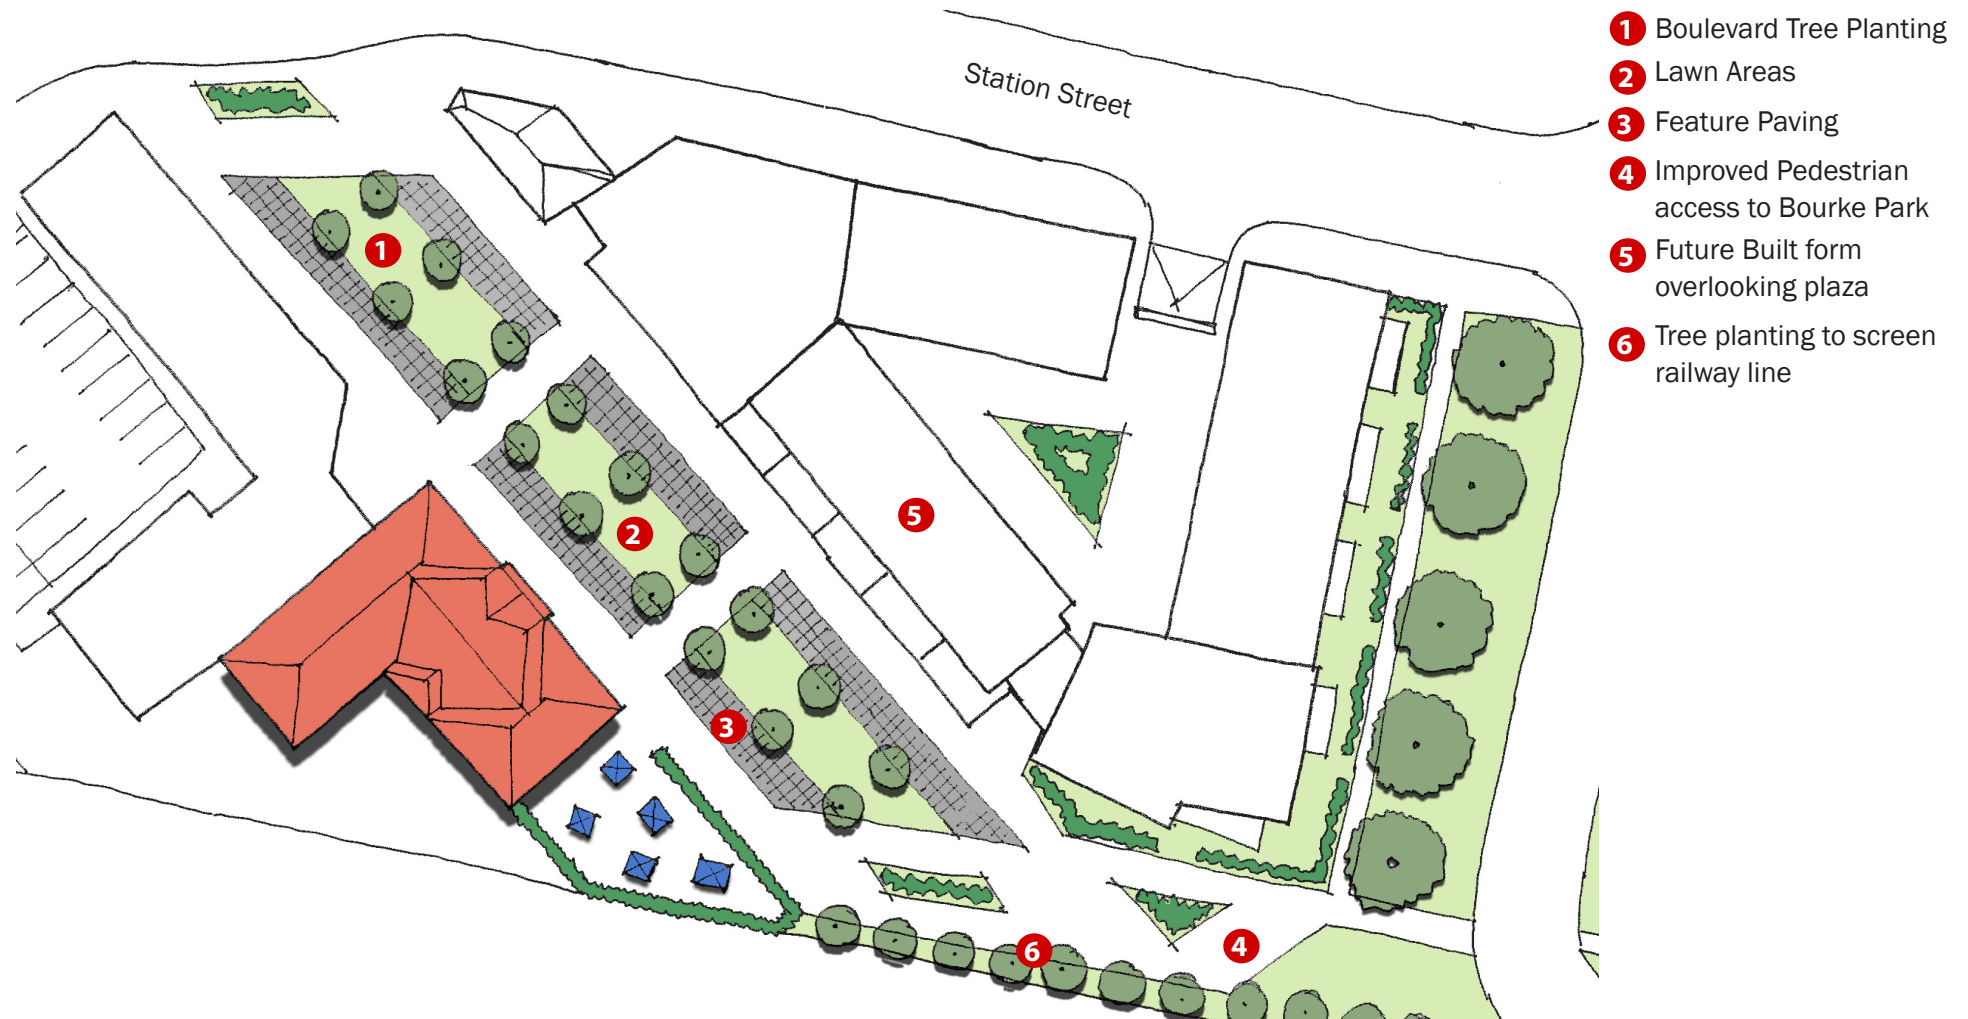 Station Street
1 Boulevard Tree Planting
2 Lawn Areas
3 Feature Paving
4 Improved Pedestrian
access to Bourke Park
5 Future Built form
overlooking plaza
6 Tree planting to screen
railway line
1
2
5
3
6
4